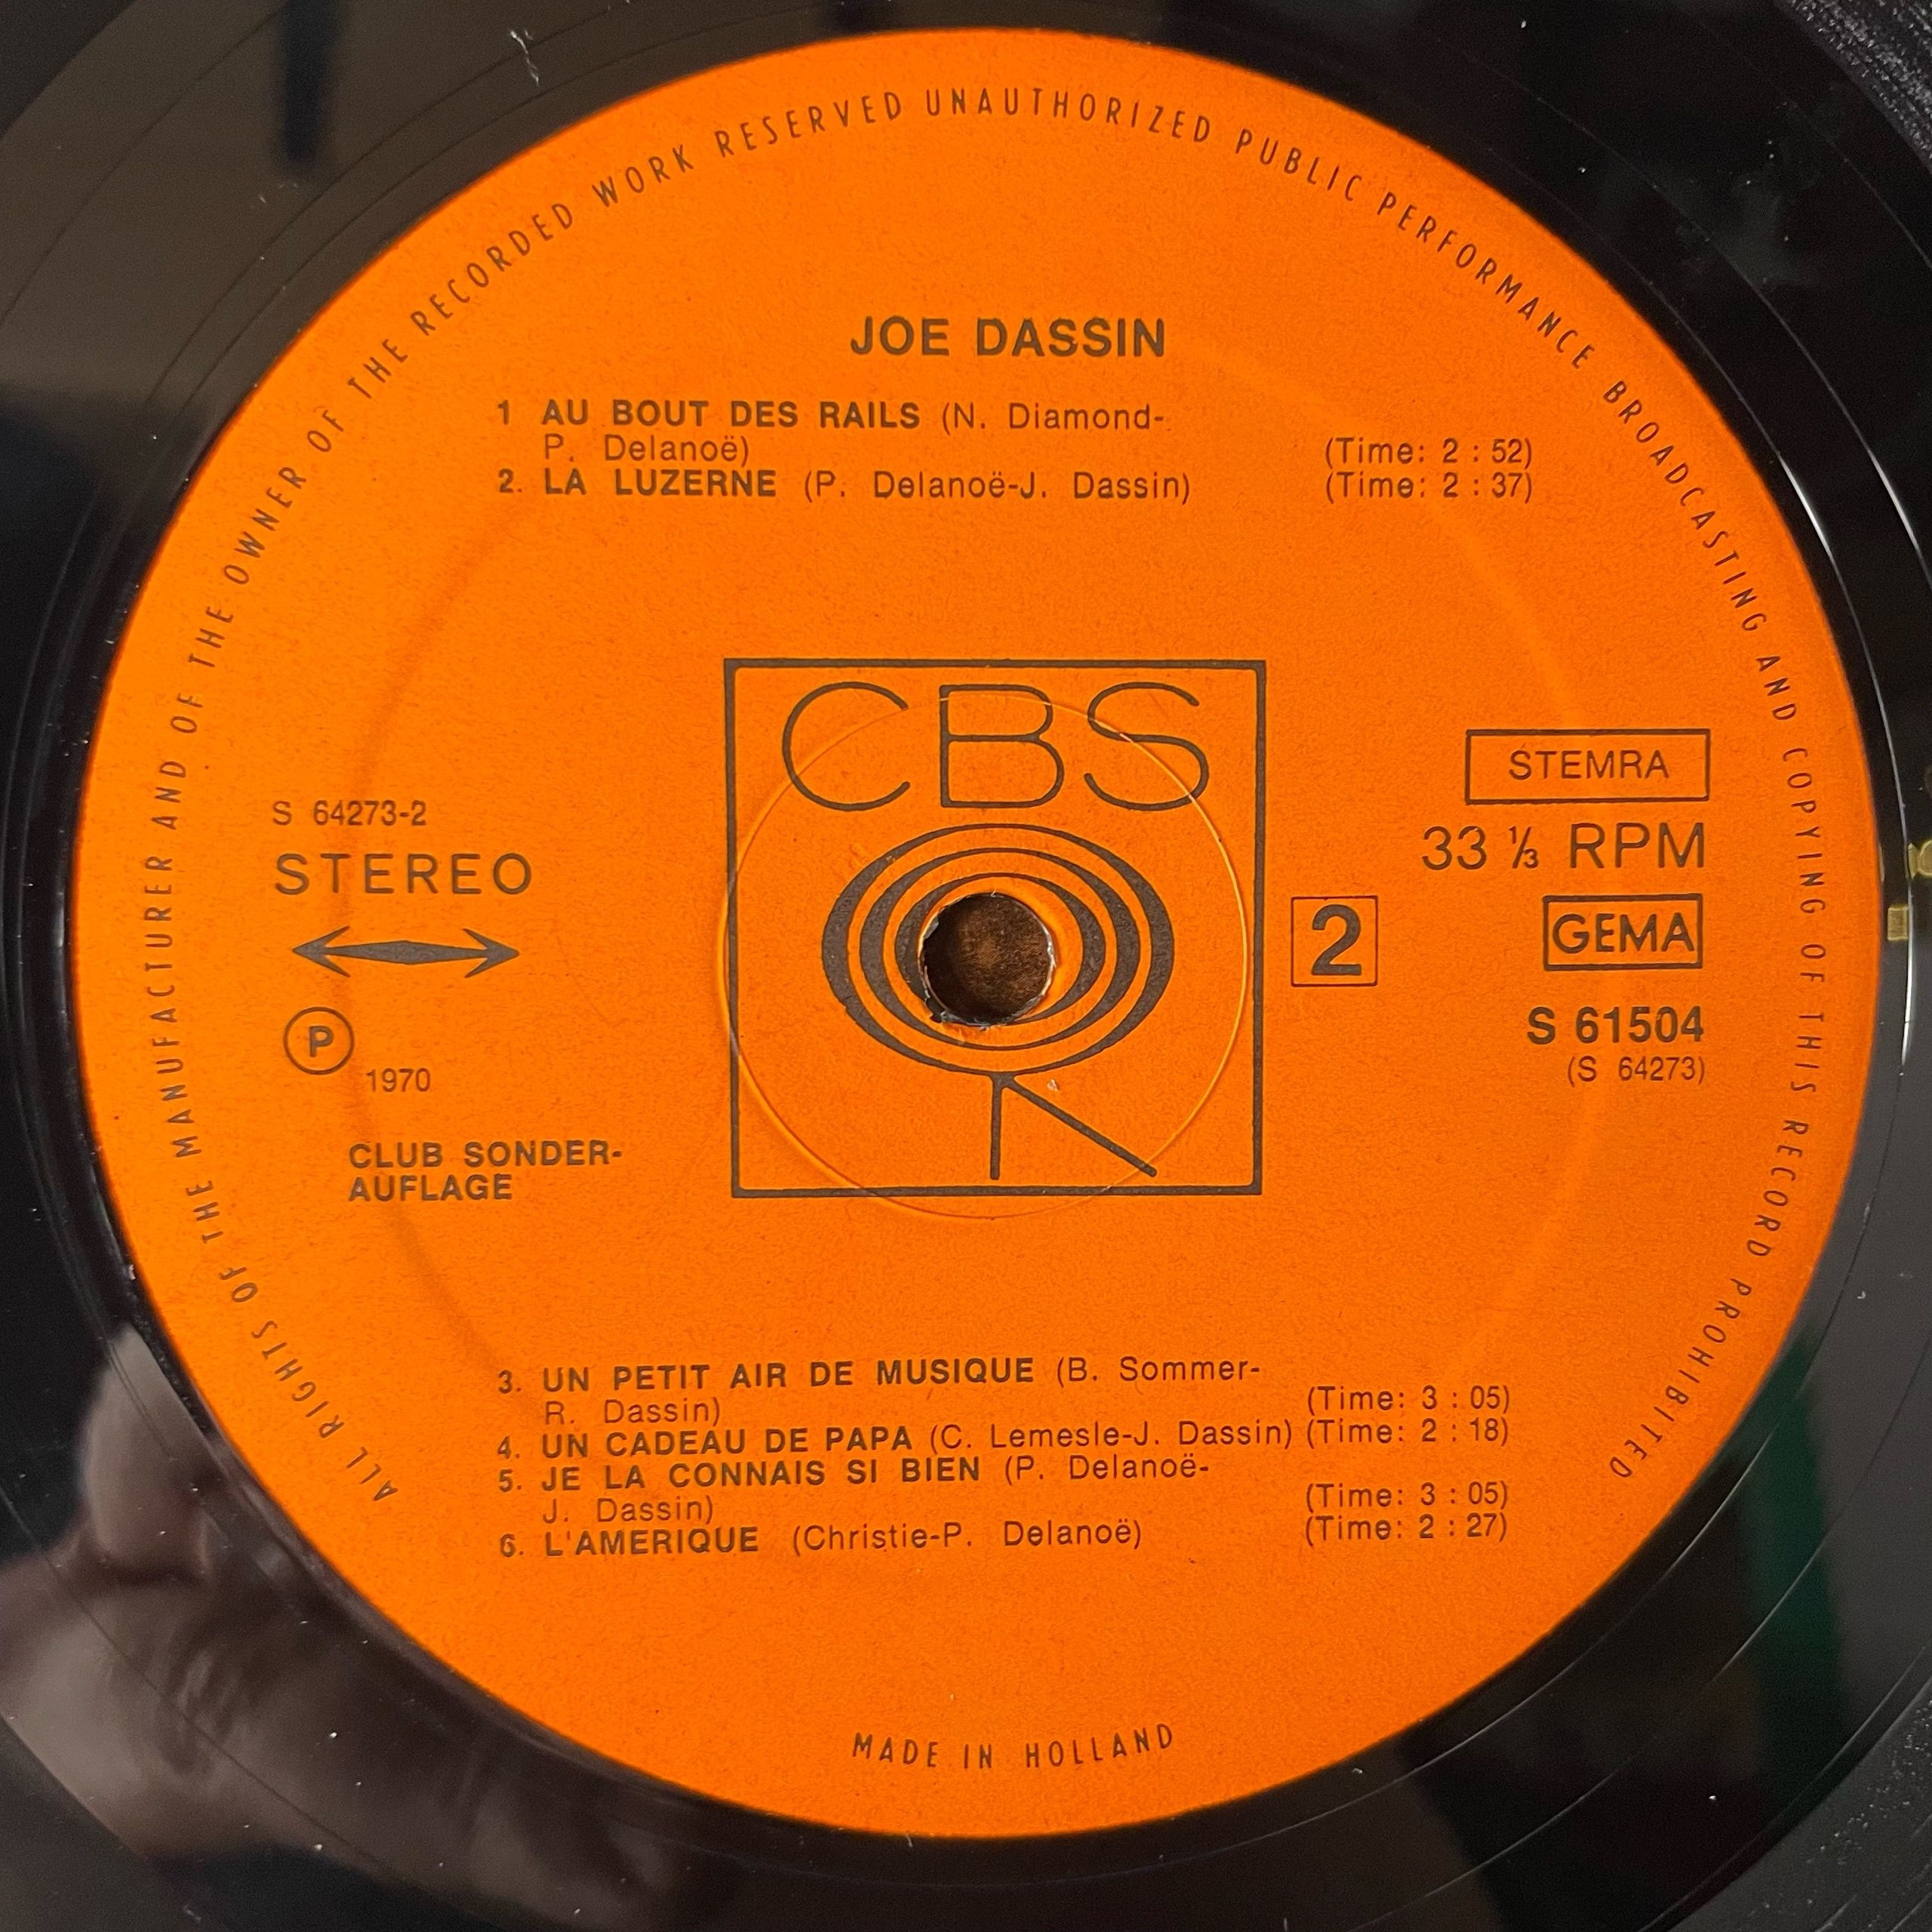 ALL RIGHTS OF THE MANUFACTURER AND OF THE OWNER OF THE RECORDED WORK RESERVED UNAUTHORIZED PUBLIC PERFORMANCE BROADCASTING AND COPYING OF THIS RECORD PROHIBITED
JOE DASSIN
1 AU BOUT DES RAILS (N. Diamond-
P. Delanoë) (Time: 2 : 52)
2. LA LUZERNE (P. Delanoë-J. Dassin) (Time: 2 : 37)
CBS
S 64273-2
STEREO
P
1970
CLUB SONDER-
AUFLAGE
STEMRA
33 ⅓ RPM
2
GEMA
S 61504
(S 64273)
3. UN PETIT AIR DE MUSIQUE (B. Sommer-
R. Dassin) (Time: 3 : 05)
4. UN CADEAU DE PAPA (C. Lemesle-J. Dassin) (Time: 2 : 18)
5. JE LA CONNAIS SI BIEN (P. Delanoë-
J. Dassin) (Time: 3 : 05)
6. L'AMERIQUE (Christie-P. Delanoë) (Time: 2 : 27)
MADE IN HOLLAND